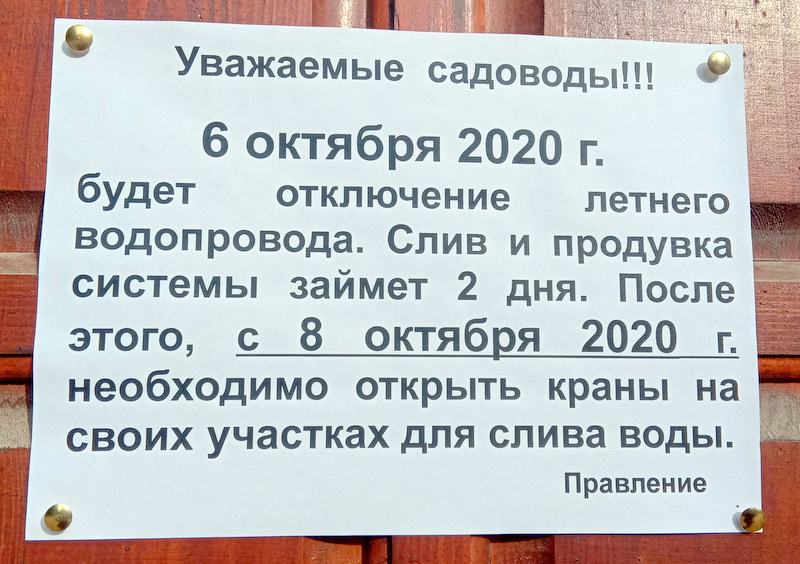 Уважаемые садоводы!!!
6 октября 2020 г.
будет отключение летнего
водопровода. Слив и продувка
системы займет 2 дня. После
этого, с 8 октября 2020 г.
необходимо открыть краны на
своих участках для слива воды.
Правление